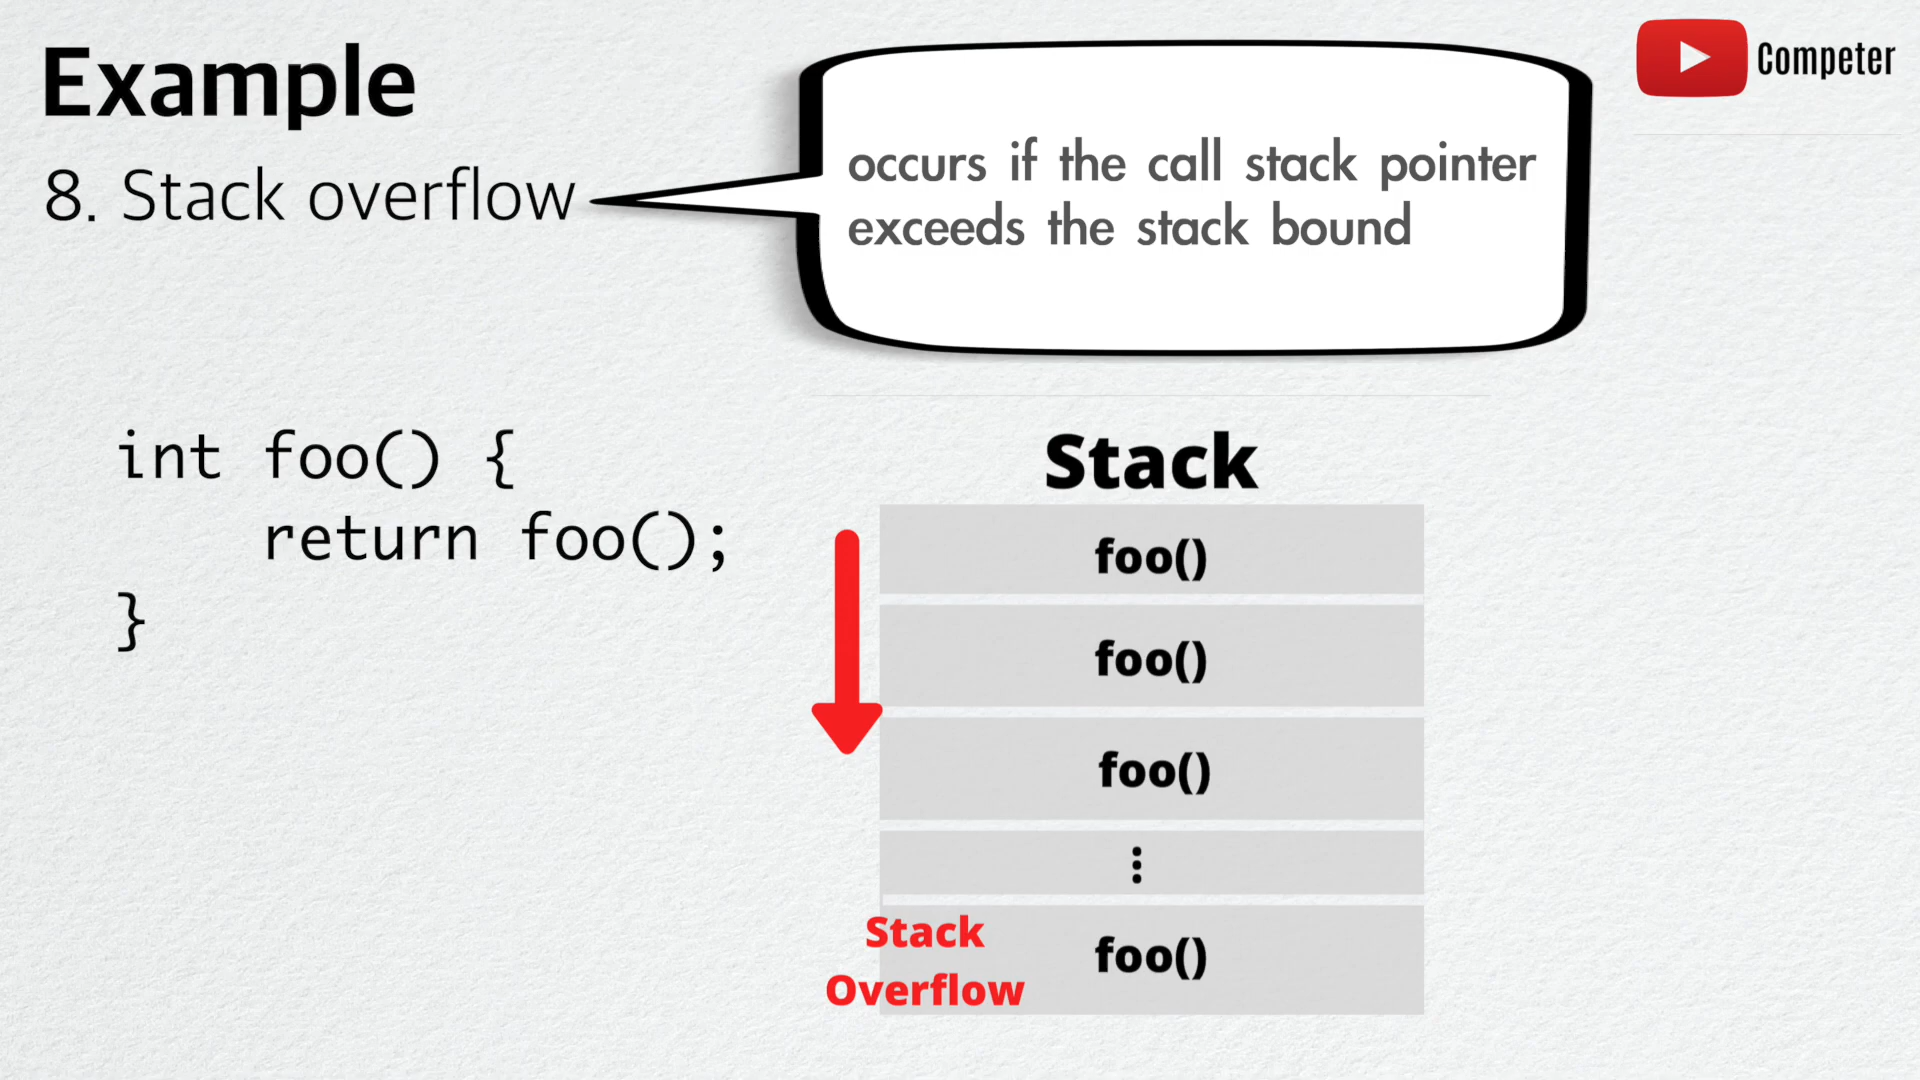 Example
Competer
8. Stack overflow
occurs if the call stack pointer
exceeds the stack bound
int foo() {
    return foo();
}
Stack
foo()
foo()
foo()
⋮
foo()
Stack
Overflow